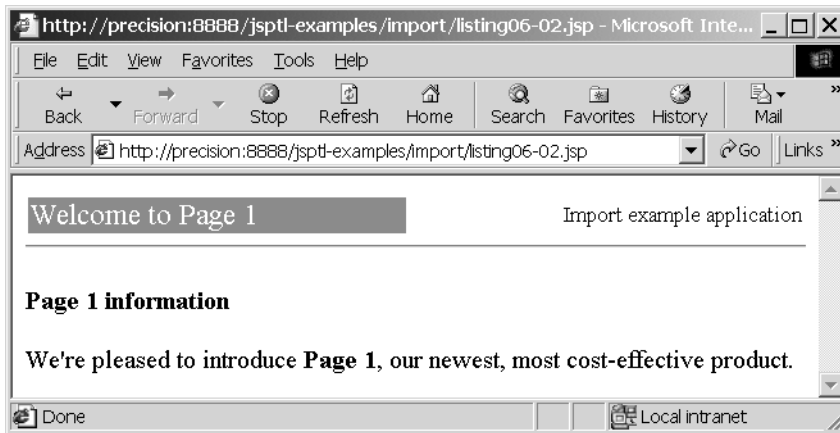 http://precision:8888/jsptl-examples/import/listing06-02.jsp - Microsoft Inte...
File Edit View Favorites Tools Help
Back Forward Stop Refresh Home Search Favorites History Mail »
Address http://precision:8888/jsptl-examples/import/listing06-02.jsp Go Links »
Welcome to Page 1 Import example application
Page 1 information
We're pleased to introduce Page 1, our newest, most cost-effective product.
Done Local intranet